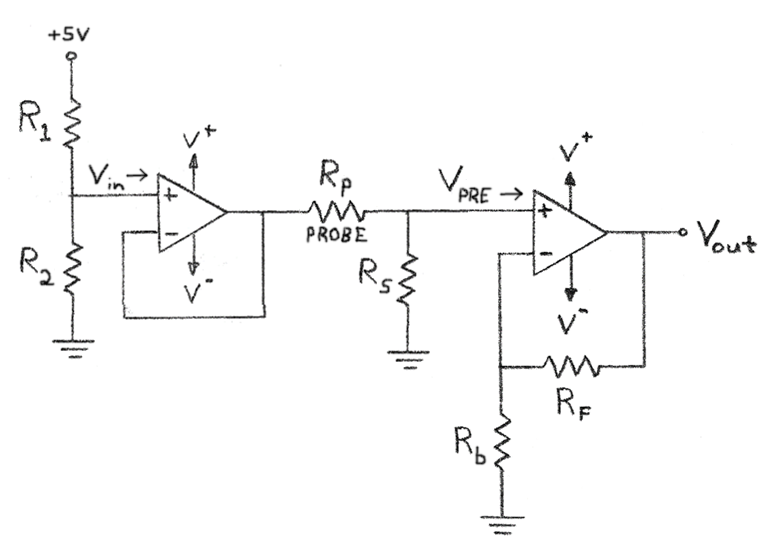 +5V
R1
Vin →
+
−
V+
V-
R2
Rp
PROBE
RS
VPRE →
+
−
V+
V-
Vout
RF
Rb